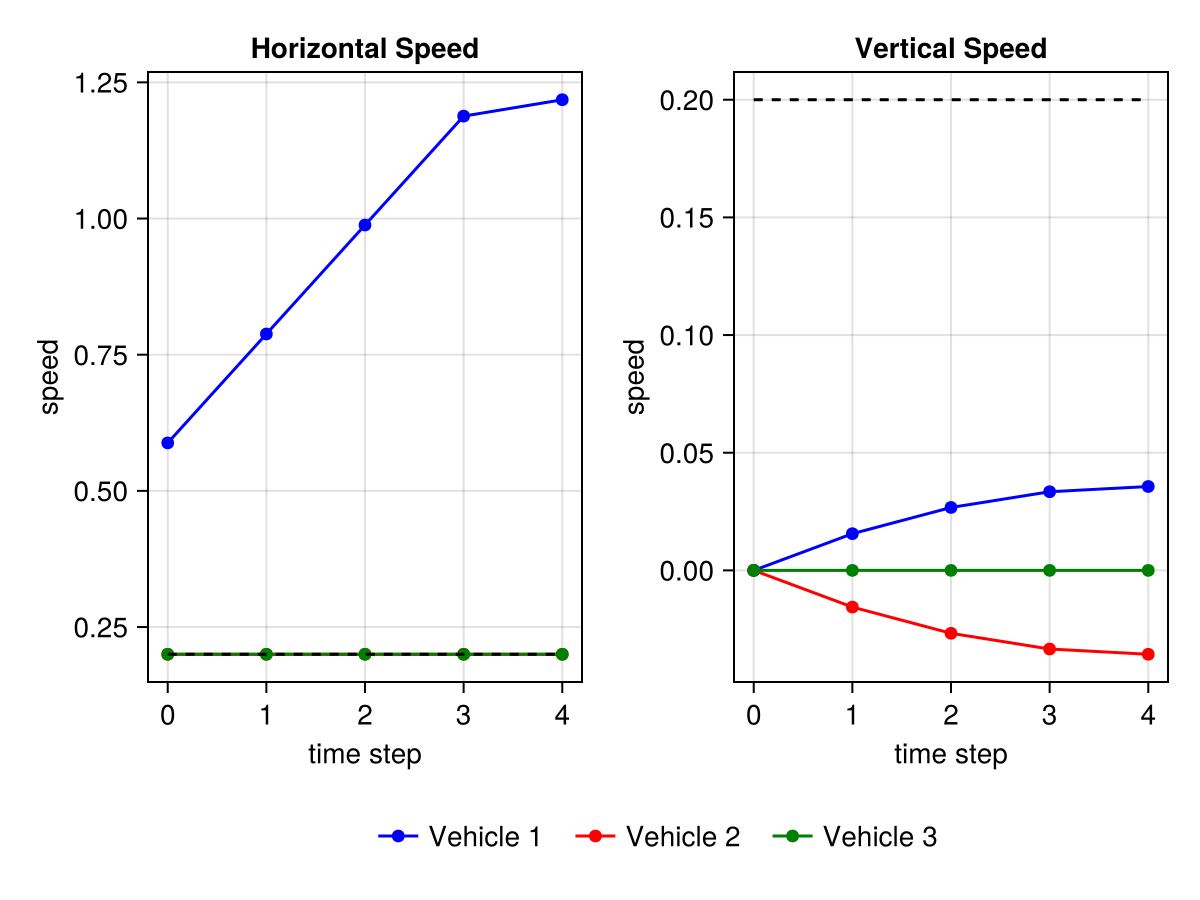 Horizontal Speed
1.25
1.00
0.75
0.50
0.25
speed
0 1 2 3 4
time step
Vertical Speed
0.20
0.15
0.10
0.05
0.00
speed
0 1 2 3 4
time step
Vehicle 1 Vehicle 2 Vehicle 3